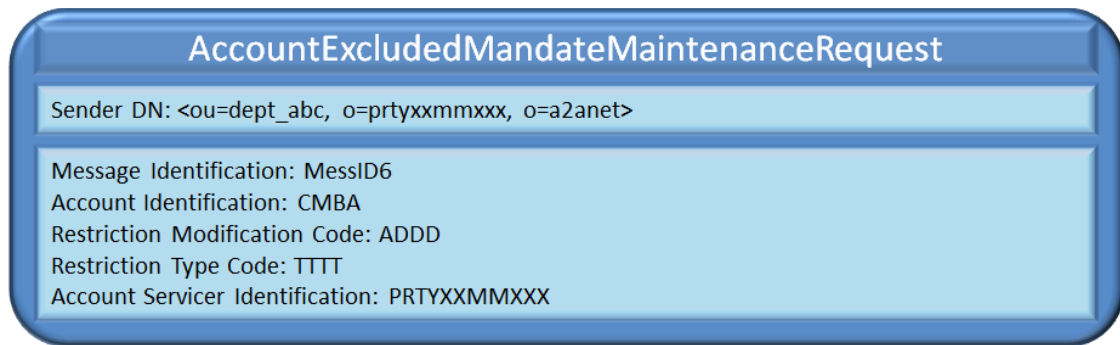 AccountExcludedMandateMaintenanceRequest
Sender DN: <ou=dept_abc, o=prtyxxmmxxx, o=a2anet>
Message Identification: MessID6
Account Identification: CMBA
Restriction Modification Code: ADDD
Restriction Type Code: TTTT
Account Servicer Identification: PRTYXXMMXXX